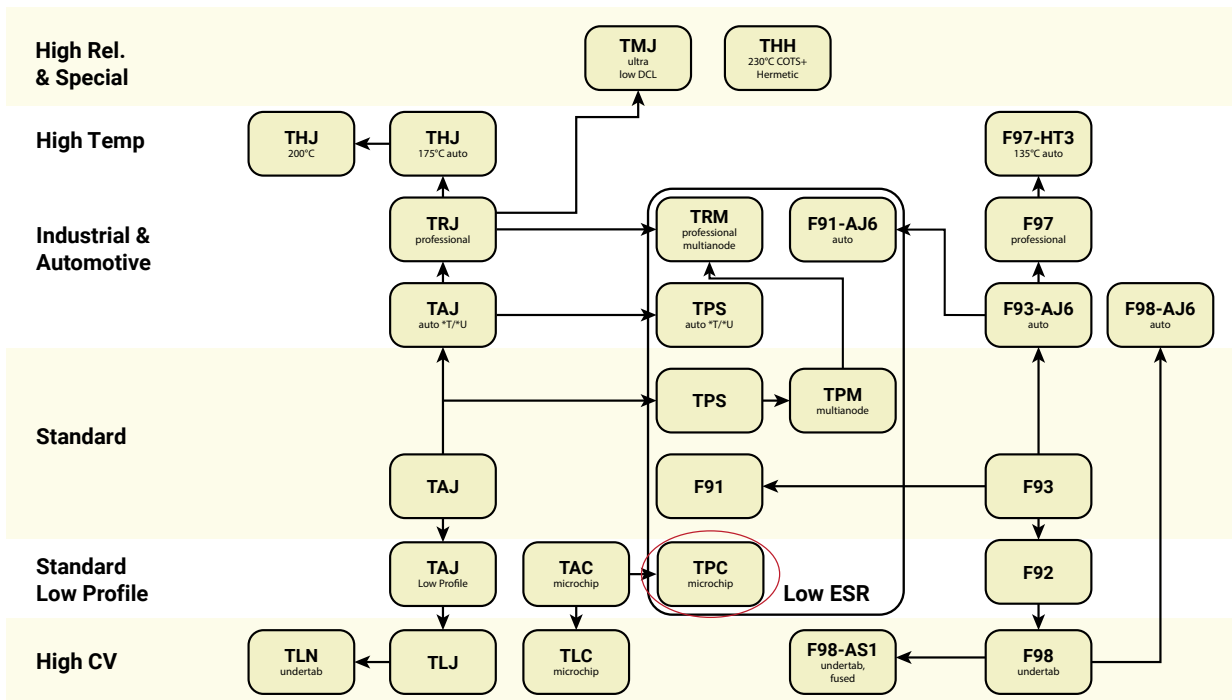 High Rel.
& Special
TMJ
ultra
low DCL
THH
230°C COTS+
Hermetic
High Temp
THJ
200°C
THJ
175°C auto
F97-HT3
135°C auto
Industrial &
Automotive
TRJ
professional
TRM
professional
multianode
F91-AJ6
auto
F97
professional
TAJ
auto *T/*U
TPS
auto *T/*U
F93-AJ6
auto
F98-AJ6
auto
Standard
TPS
TPM
multianode
TAJ
F91
F93
Standard
Low Profile
TAJ
Low Profile
TAC
microchip
TPC
microchip
Low ESR
F92
High CV
TLN
undertab
TLJ
TLC
microchip
F98-AS1
undertab,
fused
F98
undertab